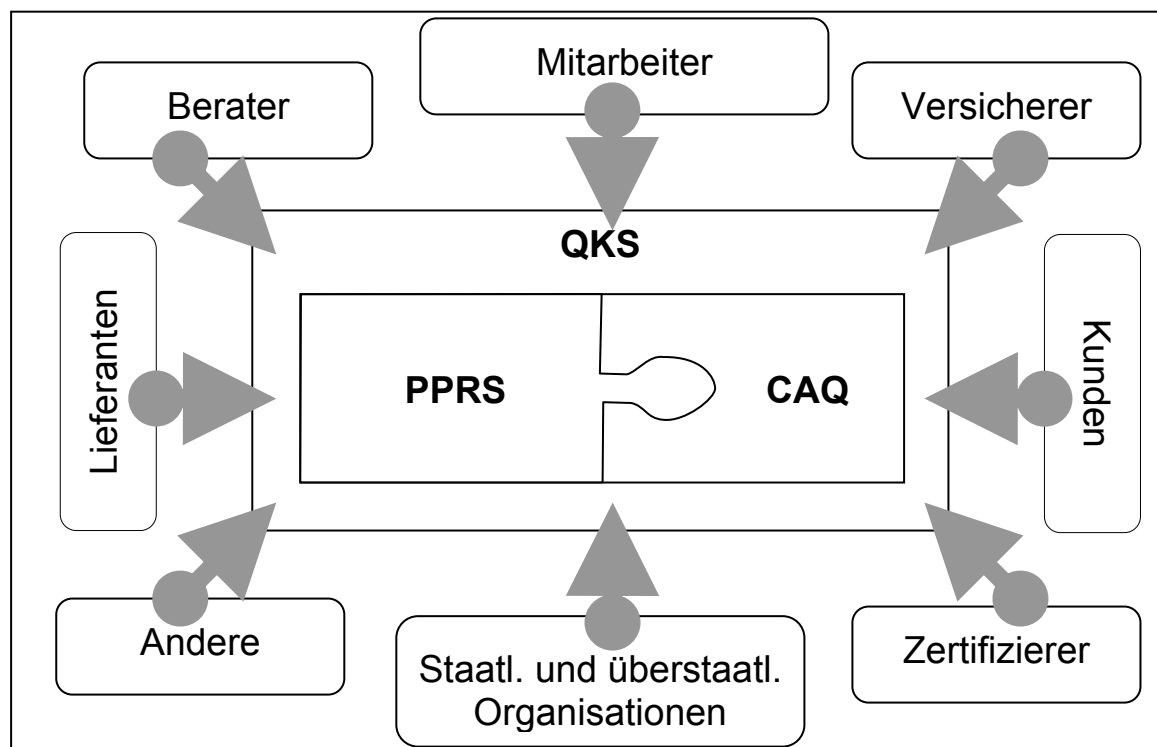 Mitarbeiter
Berater
Versicherer
QKS
Lieferanten
PPRS
CAQ
Kunden
Andere
Staatl. und überstaatl.
Organisationen
Zertifizierer